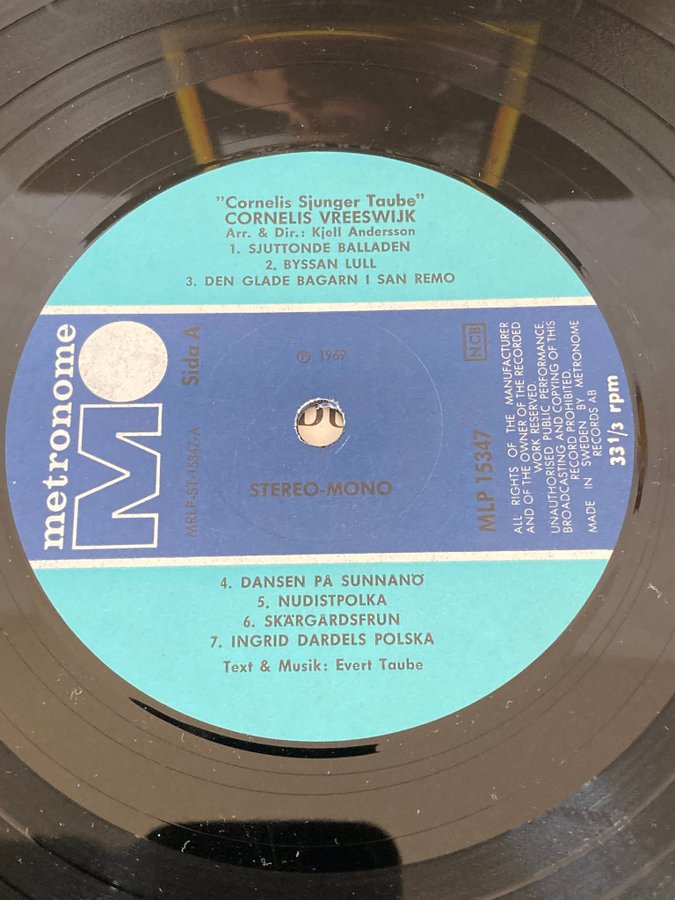 "Cornelis Sjunger Taube"
CORNELIS VREESWIJK
Arr. & Dir.: Kjell Andersson
1. SJUTTONDE BALLADEN
2. BYSSAN LULL
3. DEN GLADE BAGARN I SAN REMO
metronome
MO
MRLP-ST 15347-A
Sida A
Ⓟ 1969
STEREO-MONO
NCB
MLP 15347
ALL RIGHTS OF THE MANUFACTURER
AND OF THE OWNER OF THE RECORDED
WORK RESERVED.
UNAUTHORISED PUBLIC PERFORMANCE,
BROADCASTING AND COPYING OF THIS
RECORD PROHIBITED.
MADE IN SWEDEN BY METRONOME
RECORDS AB
33 1/3 rpm
4. DANSEN PÅ SUNNANÖ
5. NUDISTPOLKA
6. SKÄRGÅRDSFRUN
7. INGRID DARDELS POLSKA
Text & Musik: Evert Taube